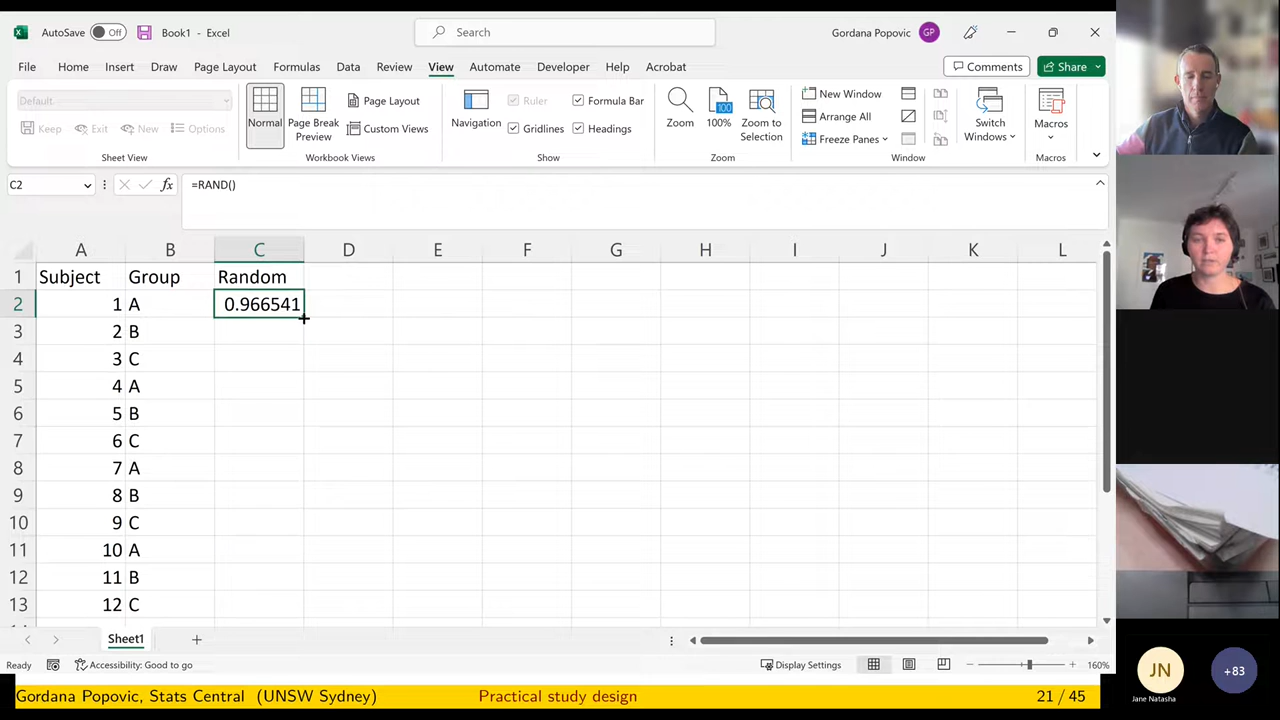 AutoSave Off Book1 - Excel Search Gordana Popovic GP
File Home Insert Draw Page Layout Formulas Data Review View Automate Developer Help Acrobat Comments Share
Default
Keep Exit New Options
Sheet View
Normal
Page Break
Preview
Page Layout
Custom Views
Workbook Views
Navigation
Ruler
Formula Bar
Gridlines
Headings
Show
Zoom
100
100%
Zoom to
Selection
Zoom
New Window
Arrange All
Freeze Panes
Window
Switch
Windows
Macros
Macros
C2 fx =RAND()
A B C D E F G H I J K L
1 Subject Group Random
2 1 A 0.966541
3 2 B
4 3 C
5 4 A
6 5 B
7 6 C
8 7 A
9 8 B
10 9 C
11 10 A
12 11 B
13 12 C
Sheet1
Ready Accessibility: Good to go Display Settings 160%
Gordana Popovic, Stats Central (UNSW Sydney) Practical study design 21 / 45
JN
Jane Natasha
+83